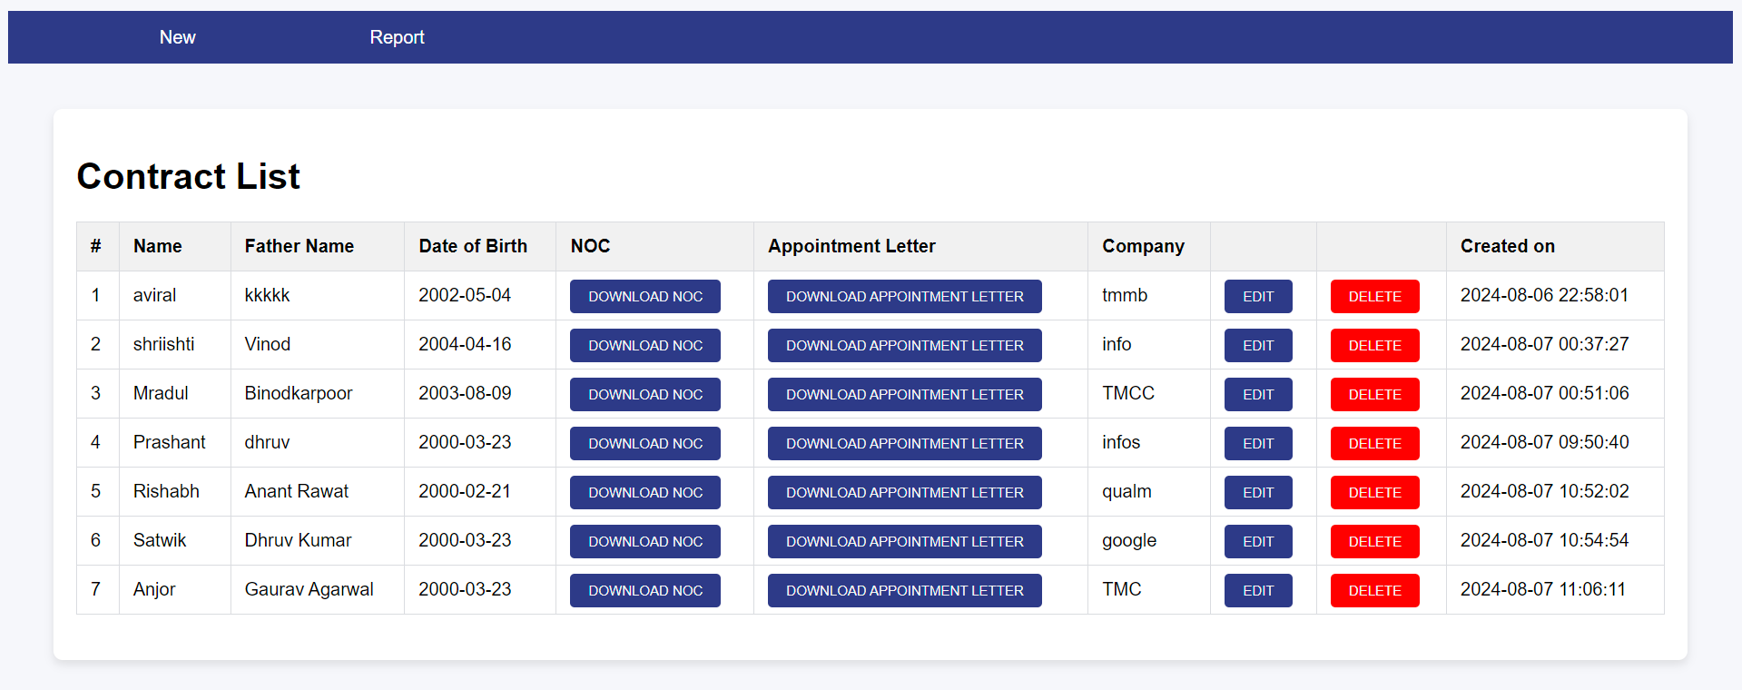 New Report
Contract List
# Name Father Name Date of Birth NOC Appointment Letter Company Created on
1 aviral kkkkk 2002-05-04 DOWNLOAD NOC DOWNLOAD APPOINTMENT LETTER tmmb EDIT DELETE 2024-08-06 22:58:01
2 shriishti Vinod 2004-04-16 DOWNLOAD NOC DOWNLOAD APPOINTMENT LETTER info EDIT DELETE 2024-08-07 00:37:27
3 Mradul Binodkarpoor 2003-08-09 DOWNLOAD NOC DOWNLOAD APPOINTMENT LETTER TMCC EDIT DELETE 2024-08-07 00:51:06
4 Prashant dhruv 2000-03-23 DOWNLOAD NOC DOWNLOAD APPOINTMENT LETTER infos EDIT DELETE 2024-08-07 09:50:40
5 Rishabh Anant Rawat 2000-02-21 DOWNLOAD NOC DOWNLOAD APPOINTMENT LETTER qualm EDIT DELETE 2024-08-07 10:52:02
6 Satwik Dhruv Kumar 2000-03-23 DOWNLOAD NOC DOWNLOAD APPOINTMENT LETTER google EDIT DELETE 2024-08-07 10:54:54
7 Anjor Gaurav Agarwal 2000-03-23 DOWNLOAD NOC DOWNLOAD APPOINTMENT LETTER TMC EDIT DELETE 2024-08-07 11:06:11